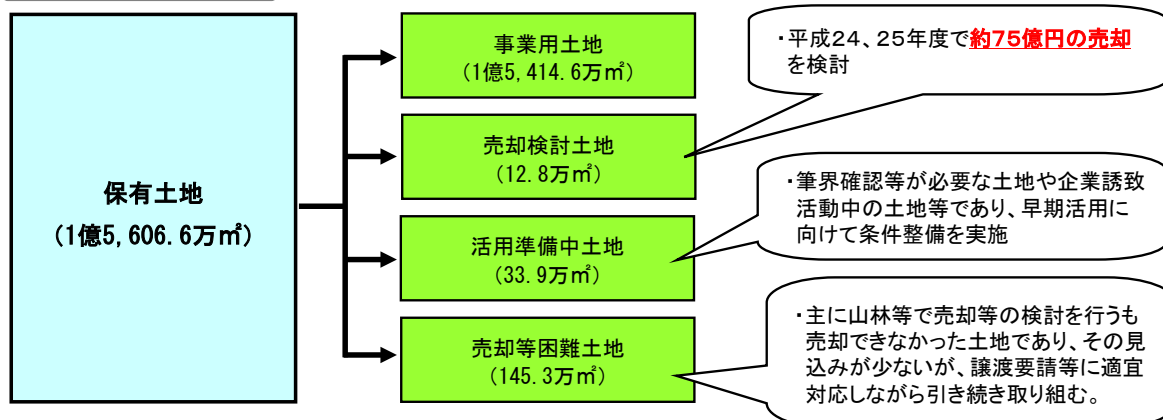 保有土地
（１億５，６０６．６万㎡）
事業用土地
（１億５，４１４．６万㎡）
売却検討土地
（１２．８万㎡）
活用準備中土地
（３３．９万㎡）
売却等困難土地
（１４５．３万㎡）
・平成２４、２５年度で約７５億円の売却
を検討
・筆界確認等が必要な土地や企業誘致
活動中の土地等であり、早期活用に
向けて条件整備を実施
・主に山林等で売却等の検討を行うも
売却できなかった土地であり、その見
込みが少ないが、譲渡要請等に適宜
対応しながら引き続き取り組む。